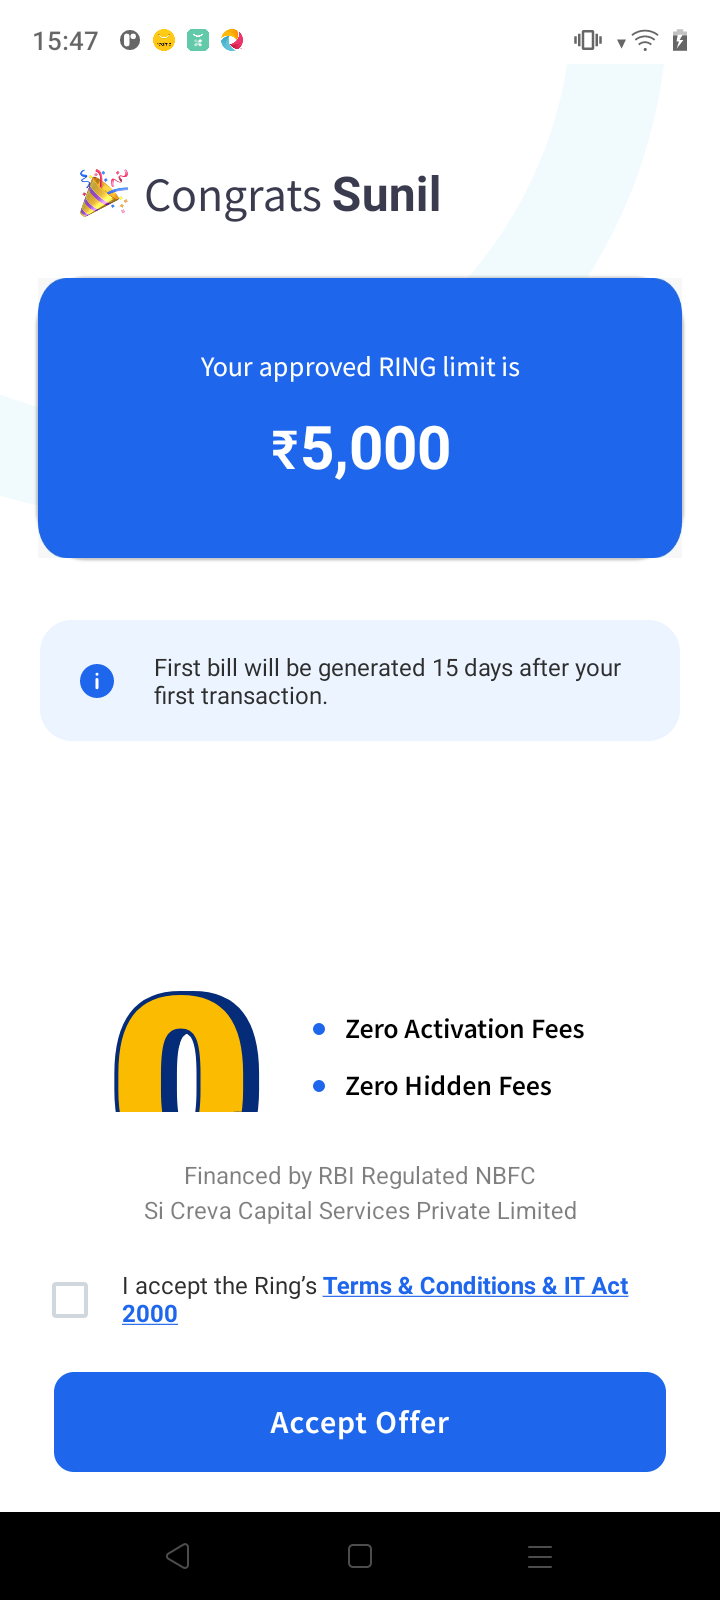 15:47
Congrats Sunil
Your approved RING limit is
₹5,000
First bill will be generated 15 days after your
first transaction.
0
Zero Activation Fees
Zero Hidden Fees
Financed by RBI Regulated NBFC
Si Creva Capital Services Private Limited
I accept the Ring’s Terms & Conditions & IT Act
2000
Accept Offer